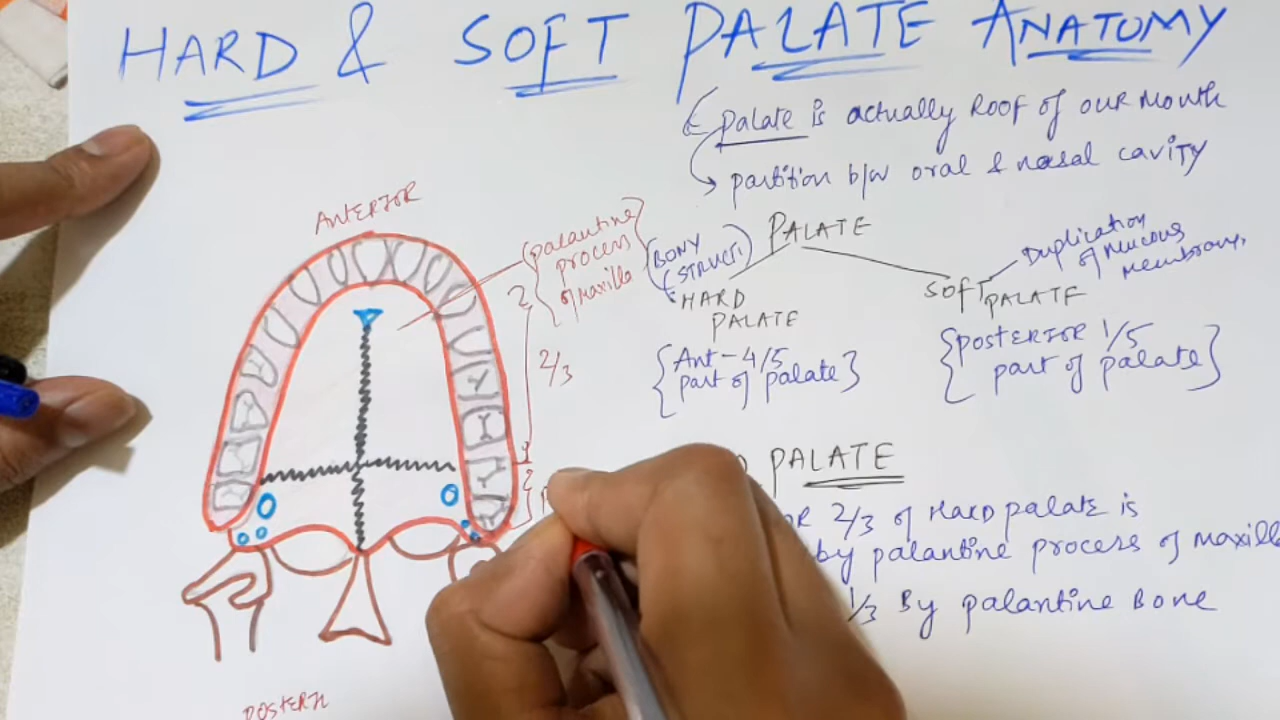 HARD & SOFT PALATE ANATOMY
palate is actually Roof of our Mouth
partition b/w oral & nasal cavity
ANTERIOR
palantine
process
of Maxilla
2/3
PALATE
(BONY
STRUCT)
HARD
PALATE
{Ant-4/5
part of palate}
Duplication
of Mucous
Membrany,
SOFT
PALATE
{POSTERIOR 1/5
part of palate}
PALATE
OR 2/3 of HARD palate is
by palantine process of Maxill
1/3 By palantine Bone
POSTERI